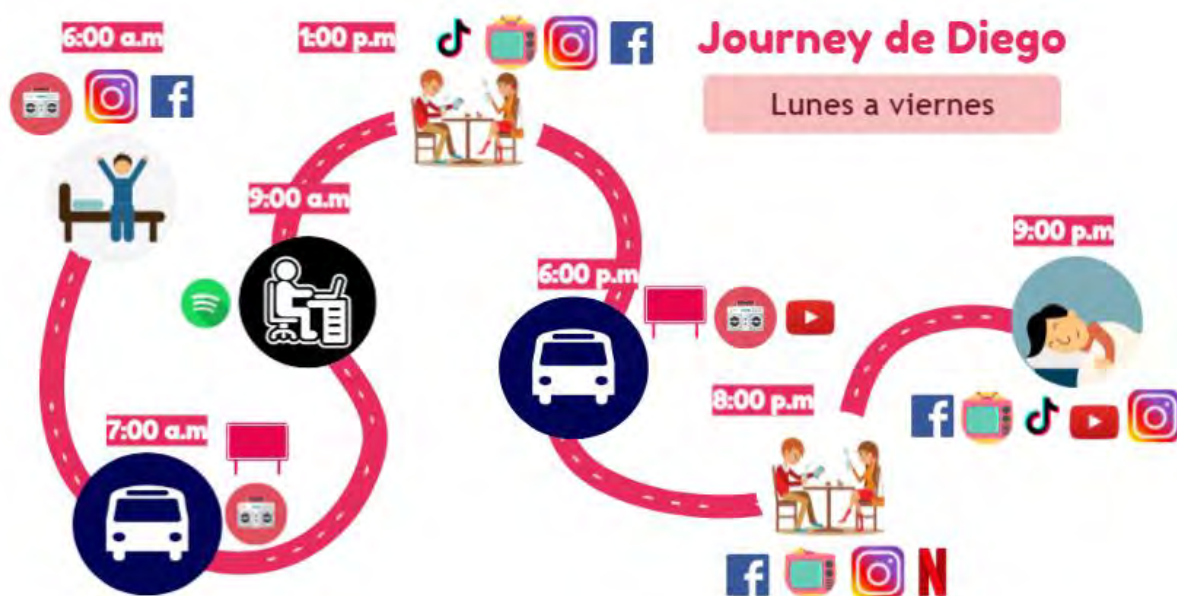 Journey de Diego
Lunes a viernes
6:00 a.m
7:00 a.m
9:00 a.m
1:00 p.m
6:00 p.m
8:00 p.m
9:00 p.m